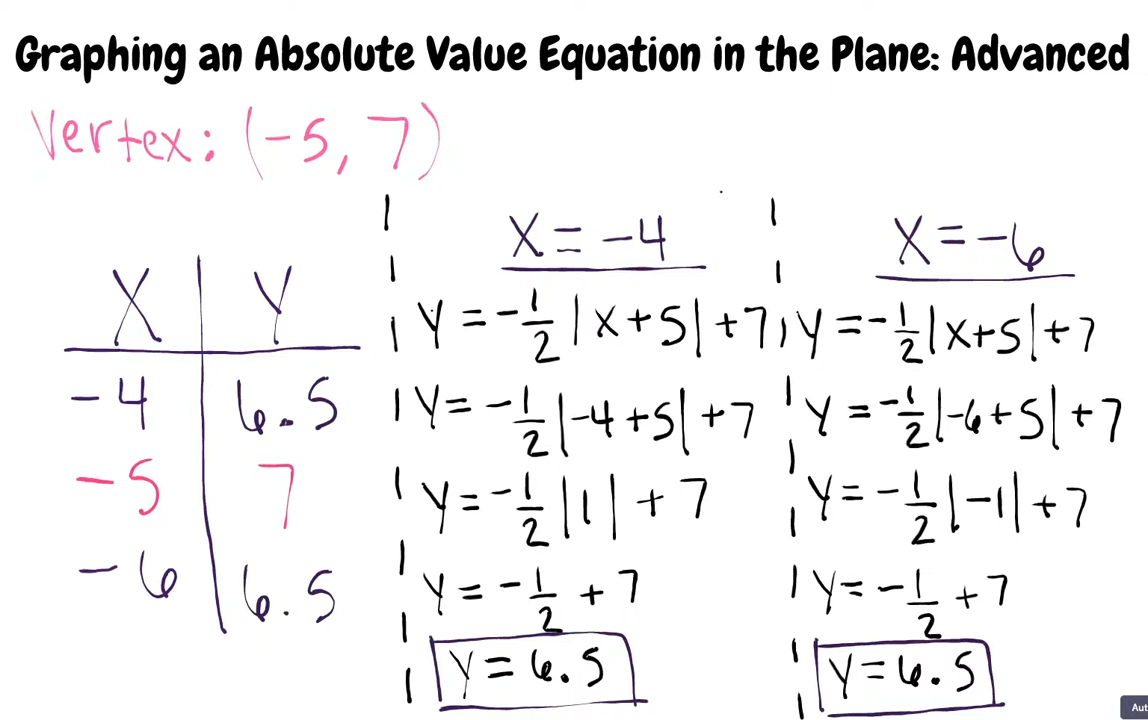 Graphing an Absolute Value Equation in the Plane: Advanced
Vertex: (-5, 7)
X Y
-4 6.5
-5 7
-6 6.5
X = -4
Y = -1/2 |x+5| +7
Y = -1/2 |-4+5| +7
Y = -1/2 |1| + 7
Y = -1/2 + 7
Y = 6.5
X = -6
Y = -1/2 |x+5| +7
Y = -1/2 |-6+5| +7
Y = -1/2 |-1| +7
Y = -1/2 +7
Y = 6.5
Aut